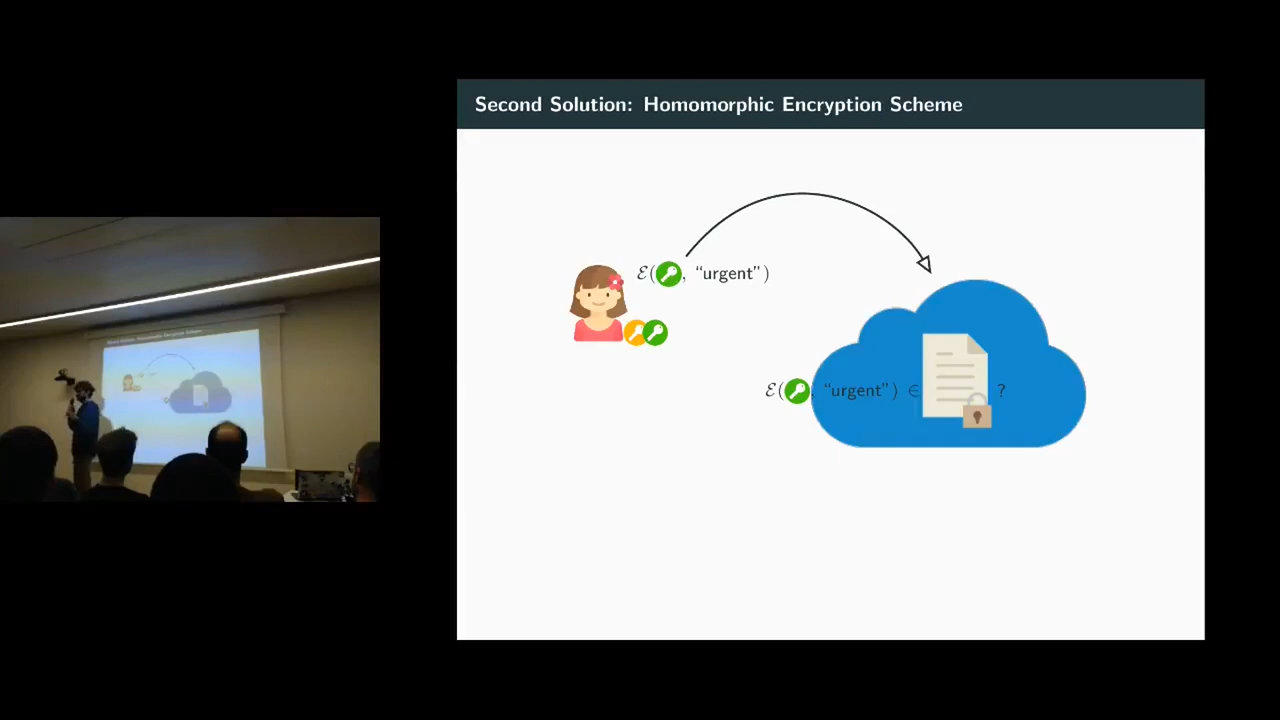 Second Solution: Homomorphic Encryption Scheme
ℰ( , “urgent”)
ℰ( , “urgent”) ∈ ?